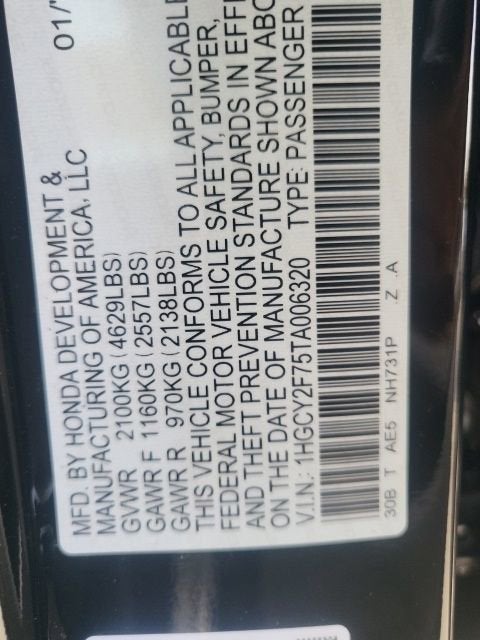 MFD. BY HONDA DEVELOPMENT & 01/
MANUFACTURING OF AMERICA, LLC
GVWR 2100KG (4629LBS)
GAWR F 1160KG (2557LBS)
GAWR R 970KG (2138LBS)
THIS VEHICLE CONFORMS TO ALL APPLICABLE
FEDERAL MOTOR VEHICLE SAFETY, BUMPER,
AND THEFT PREVENTION STANDARDS IN EFF
ON THE DATE OF MANUFACTURE SHOWN ABO
V.I.N.: 1HGCY2F75TA006320 TYPE: PASSENGER
30B T AE5 NH731P .Z .A